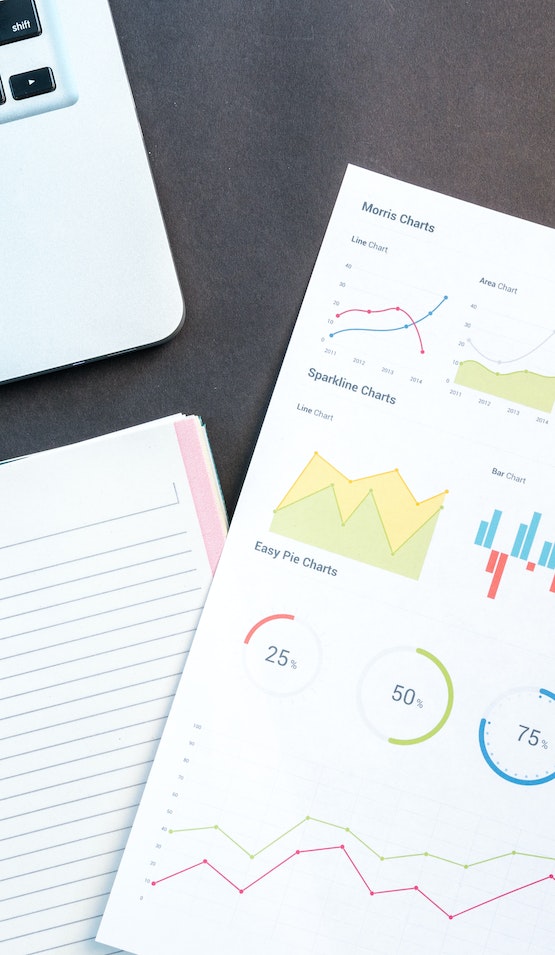 shift
Morris Charts
Line Chart
40
30
20
10
0
2011 2012 2013 2014
Area Chart
40
30
20
10
2011 2012 2013 2014
Sparkline Charts
Line Chart
Bar Chart
Easy Pie Charts
25%
50%
75%
100
90
80
70
60
50
40
30
20
10
0